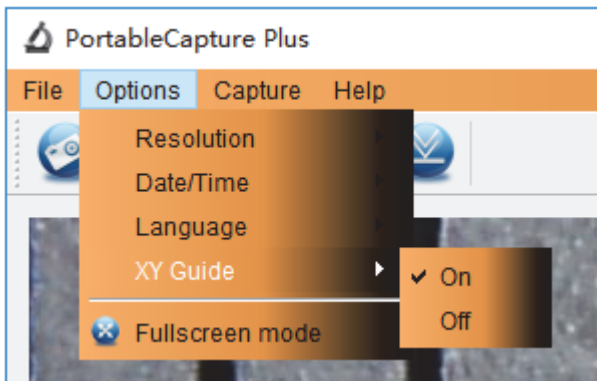 PortableCapture Plus
File Options Capture Help
Resolution
Date/Time
Language
XY Guide
On
Off
Fullscreen mode